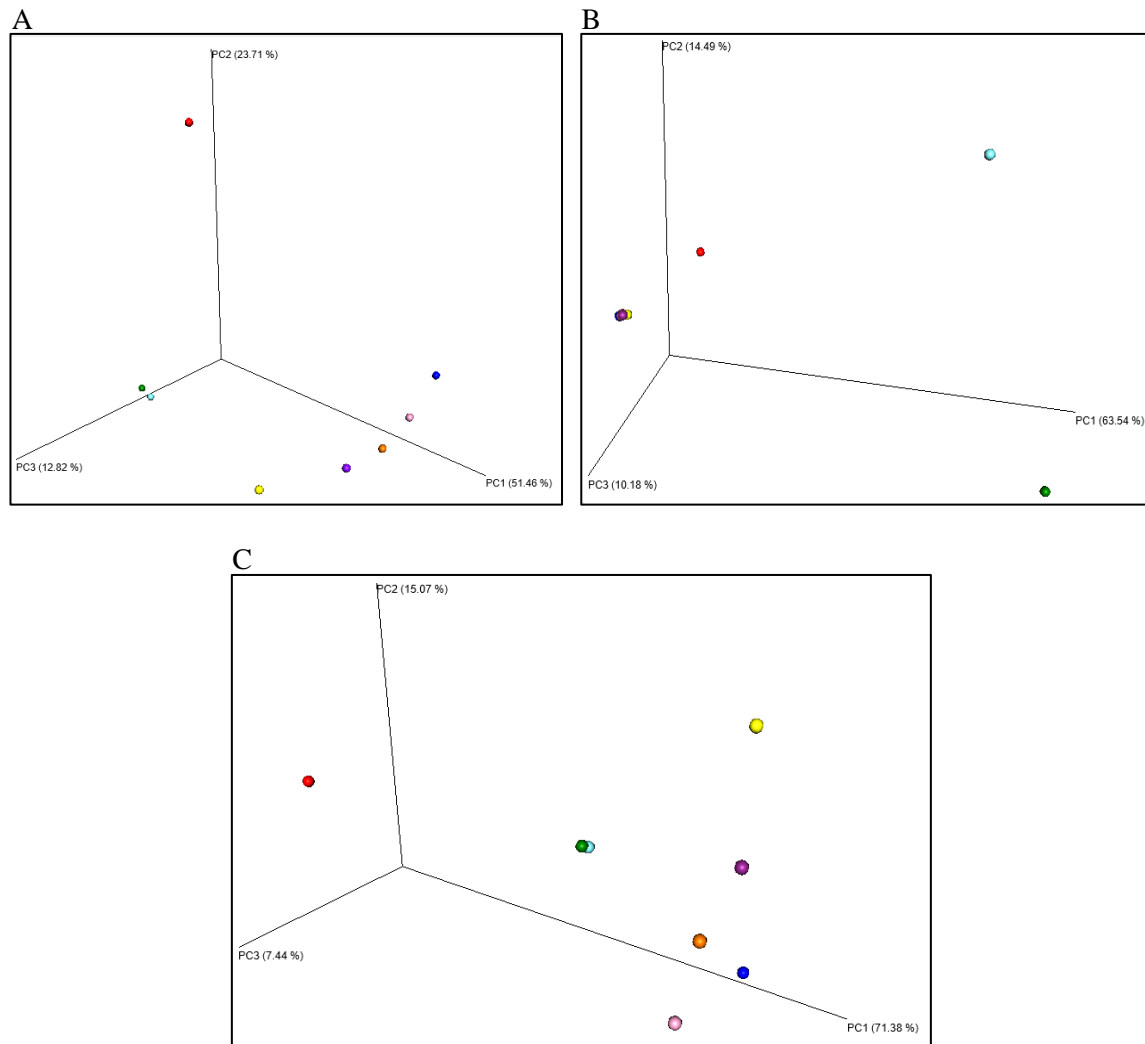 A
PC2 (23.71 %)
PC3 (12.82 %)
PC1 (51.46 %)
B
PC2 (14.49 %)
PC1 (63.54 %)
PC3 (10.18 %)
C
PC2 (15.07 %)
PC3 (7.44 %)
PC1 (71.38 %)